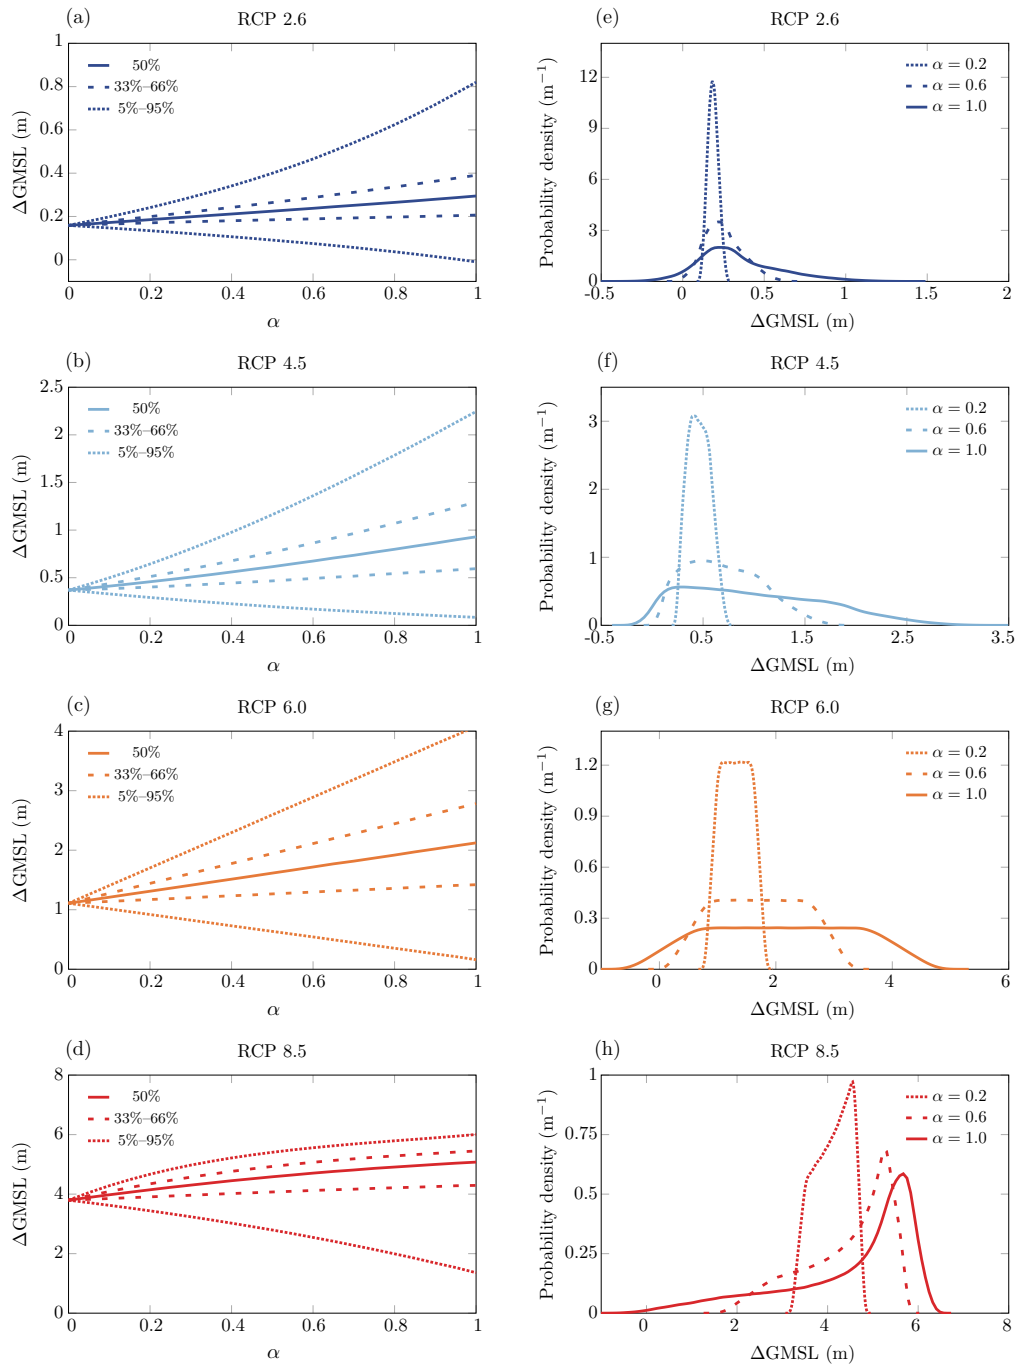 (a)
RCP 2.6
1
0.8
0.6
0.4
0.2
0
ΔGMSL (m)
50%
33%–66%
5%–95%
0 0.2 0.4 0.6 0.8 1
α
(e)
RCP 2.6
12
9
6
3
0
Probability density (m⁻¹)
α = 0.2
α = 0.6
α = 1.0
-0.5 0 0.5 1 1.5 2
ΔGMSL (m)
(b)
RCP 4.5
2.5
2
1.5
1
0.5
0
ΔGMSL (m)
50%
33%–66%
5%–95%
0 0.2 0.4 0.6 0.8 1
α
(f)
RCP 4.5
3
2
1
0
Probability density (m⁻¹)
α = 0.2
α = 0.6
α = 1.0
-0.5 0.5 1.5 2.5 3.5
ΔGMSL (m)
(c)
RCP 6.0
4
3
2
1
0
ΔGMSL (m)
50%
33%–66%
5%–95%
0 0.2 0.4 0.6 0.8 1
α
(g)
RCP 6.0
1.2
0.9
0.6
0.3
0
Probability density (m⁻¹)
α = 0.2
α = 0.6
α = 1.0
0 2 4 6
ΔGMSL (m)
(d)
RCP 8.5
8
6
4
2
0
ΔGMSL (m)
50%
33%–66%
5%–95%
0 0.2 0.4 0.6 0.8 1
α
(h)
RCP 8.5
1
0.75
0.5
0.25
0
Probability density (m⁻¹)
α = 0.2
α = 0.6
α = 1.0
0 2 4 6 8
ΔGMSL (m)